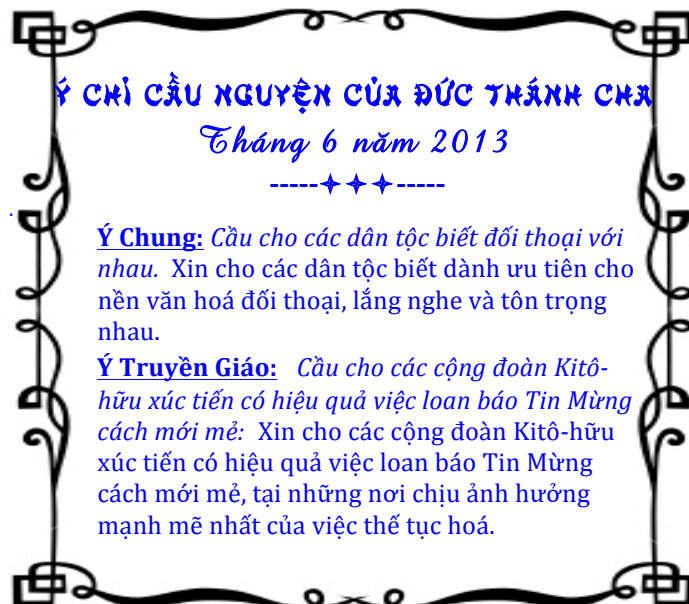 Ý CHỈ CẦU NGUYỆN CỦA ĐỨC THÁNH CHA
Tháng 6 năm 2013
-----✦✦✦-----
Ý Chung: Cầu cho các dân tộc biết đối thoại với
nhau. Xin cho các dân tộc biết dành ưu tiên cho
nền văn hoá đối thoại, lắng nghe và tôn trọng
nhau.
Ý Truyền Giáo: Cầu cho các cộng đoàn Kitô-
hữu xúc tiến có hiệu quả việc loan báo Tin Mừng
cách mới mẻ: Xin cho các cộng đoàn Kitô-hữu
xúc tiến có hiệu quả việc loan báo Tin Mừng
cách mới mẻ, tại những nơi chịu ảnh hưởng
mạnh mẽ nhất của việc thế tục hoá.